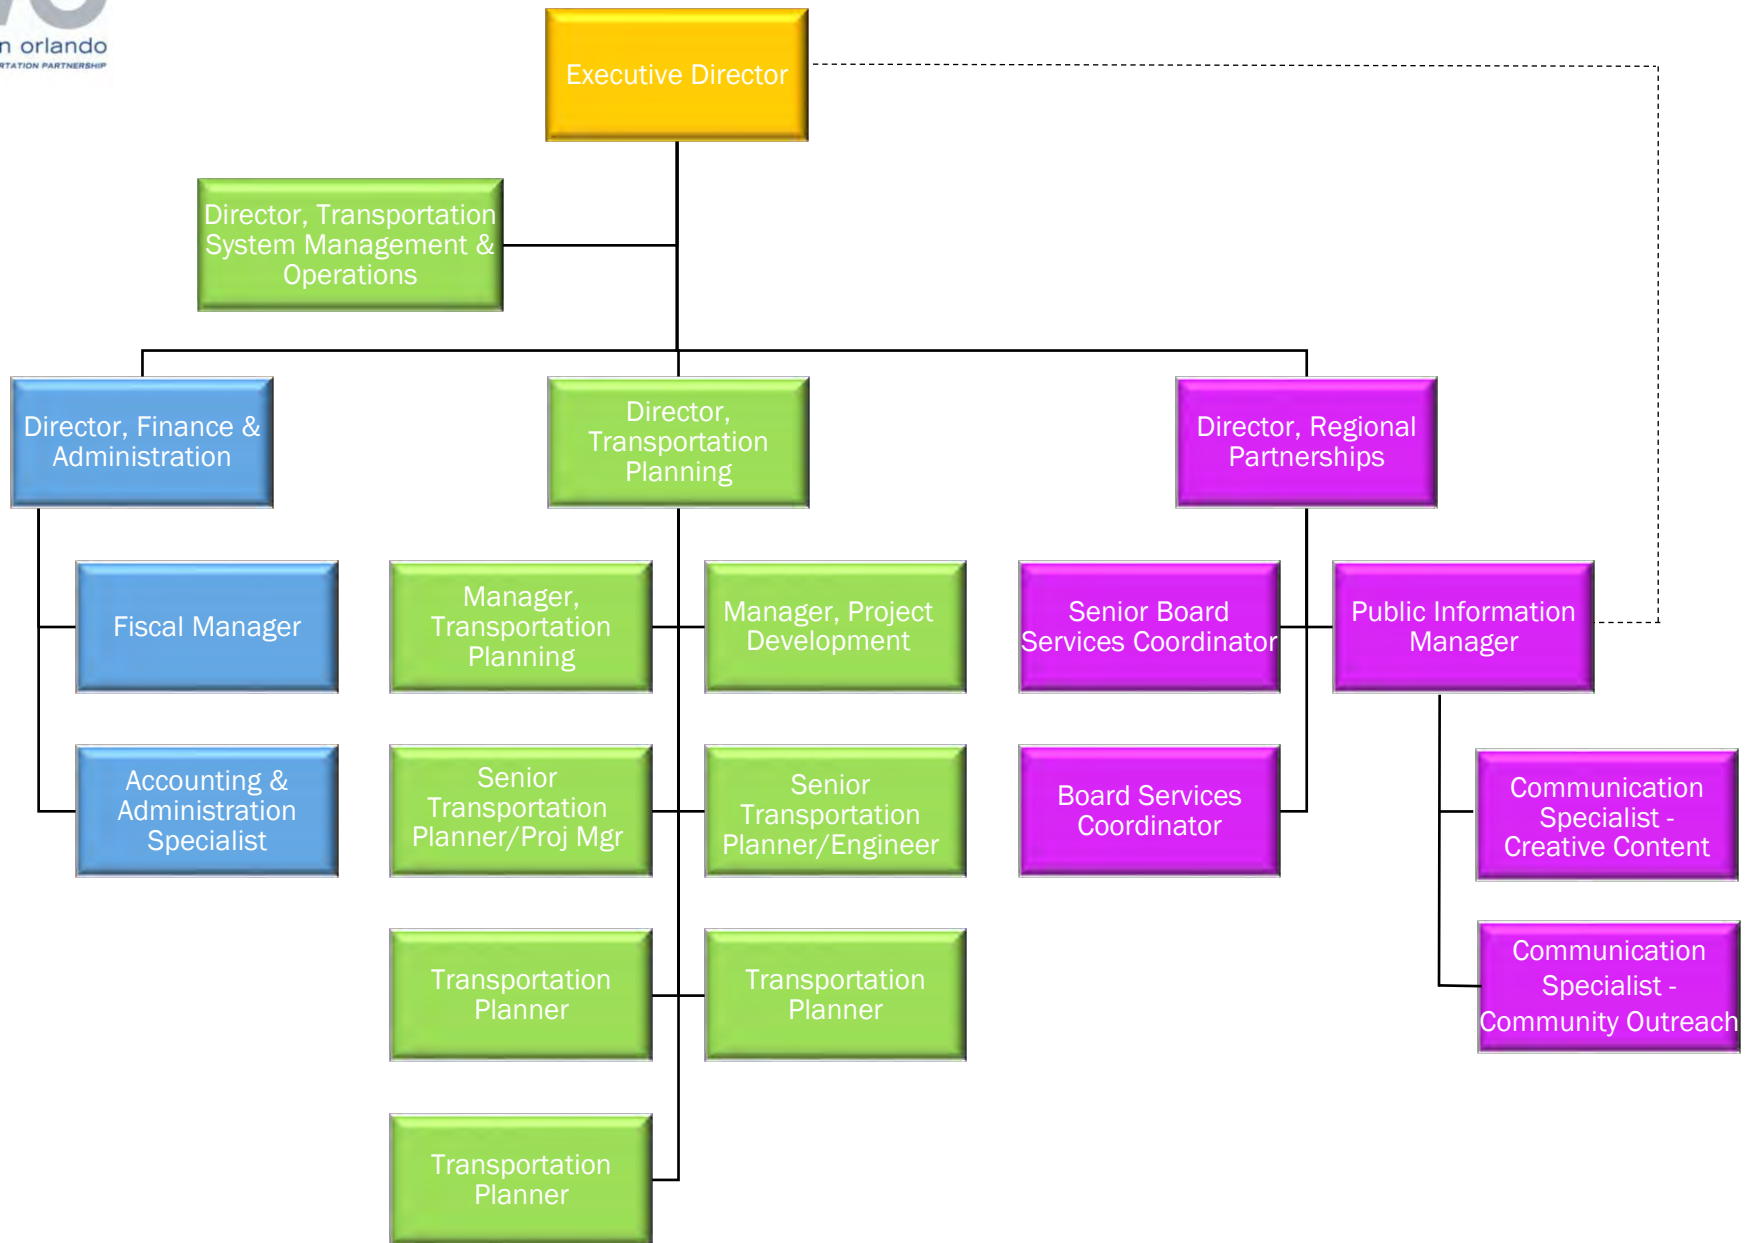 n orlando
RTATION PARTNERSHIP
Executive Director
Director, Transportation
System Management &
Operations
Director, Finance &
Administration
Director,
Transportation
Planning
Director, Regional
Partnerships
Fiscal Manager
Manager,
Transportation
Planning
Manager, Project
Development
Senior Board
Services Coordinator
Public Information
Manager
Accounting &
Administration
Specialist
Senior
Transportation
Planner/Proj Mgr
Senior
Transportation
Planner/Engineer
Board Services
Coordinator
Communication
Specialist -
Creative Content
Transportation
Planner
Transportation
Planner
Communication
Specialist -
Community Outreach
Transportation
Planner